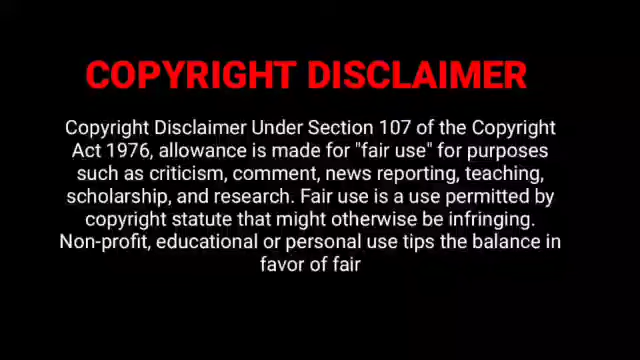 COPYRIGHT DISCLAIMER
Copyright Disclaimer Under Section 107 of the Copyright
Act 1976, allowance is made for "fair use" for purposes
such as criticism, comment, news reporting, teaching,
scholarship, and research. Fair use is a use permitted by
copyright statute that might otherwise be infringing.
Non-profit, educational or personal use tips the balance in
favor of fair